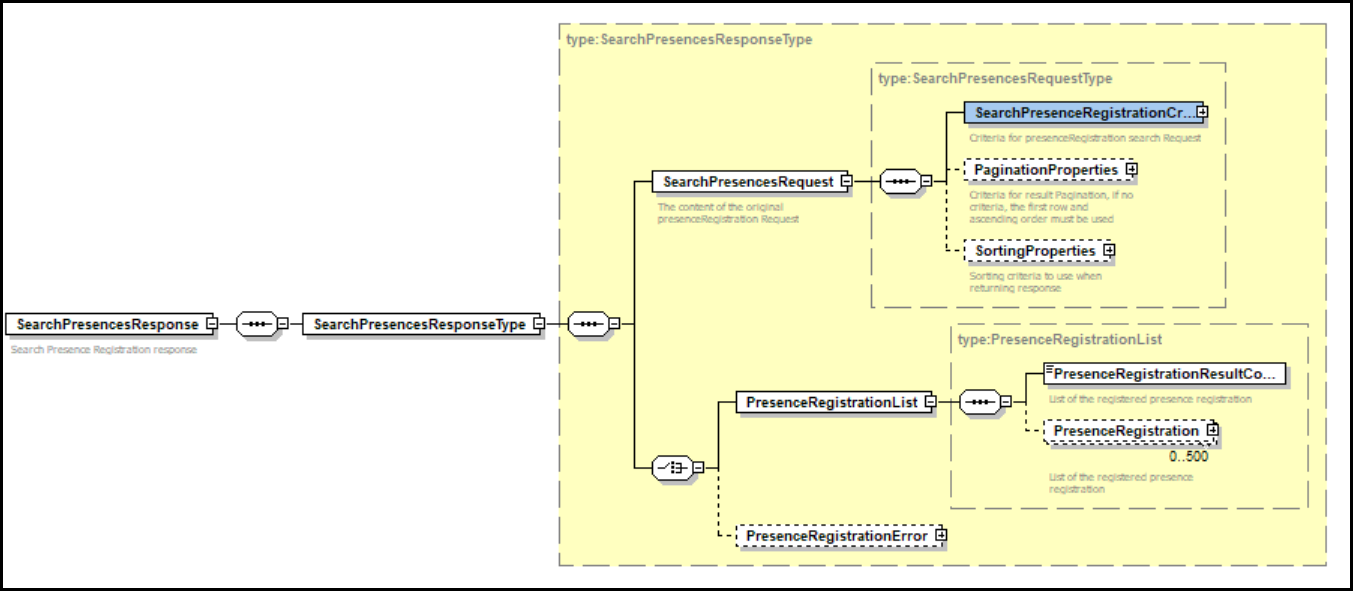 type:SearchPresencesResponseType
type:SearchPresencesRequestType
SearchPresenceRegistrationCr...
Criteria for presenceRegistration search Request
PaginationProperties
Criteria for result Pagination, if no
criteria, the first row and
ascending order must be used
SearchPresencesRequest
The content of the original
presenceRegistration Request
SortingProperties
Sorting criteria to use when
returning response
SearchPresencesResponse
Search Presence Registration response
SearchPresencesResponseType
type:PresenceRegistrationList
PresenceRegistrationResultCo...
List of the registered presence registration
PresenceRegistrationList
PresenceRegistration
0..500
List of the registered presence
registration
PresenceRegistrationError